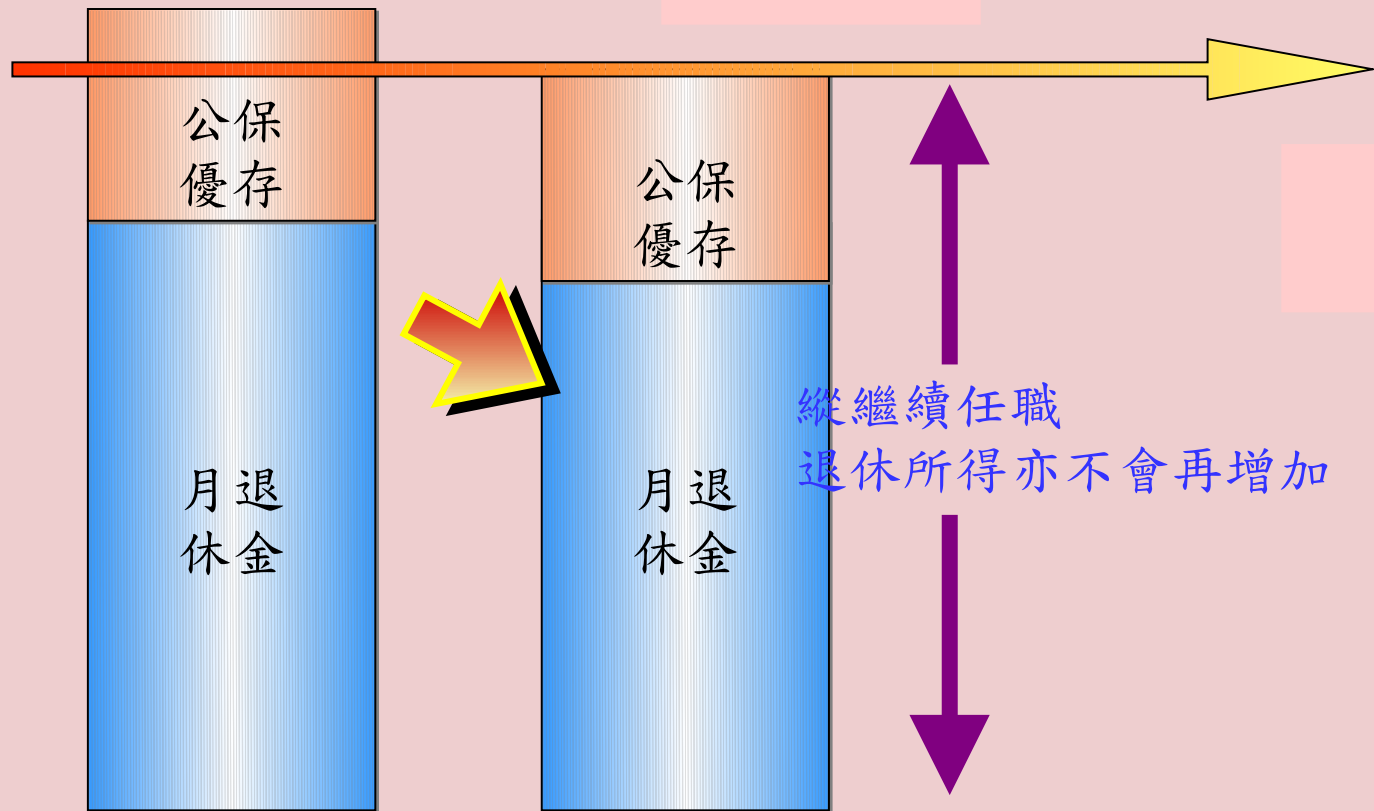 公保
優存
月退
休金
公保
優存
月退
休金
縱繼續任職
退休所得亦不會再增加